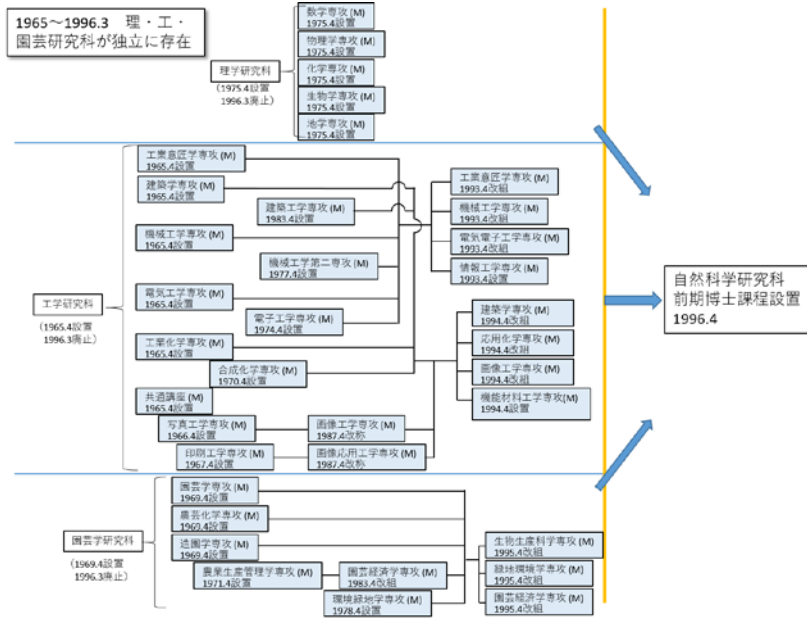 1965～1996.3　理・工・
園芸研究科が独立に存在
理学研究科
（1975.4設置
1996.3廃止）
数学専攻(M)
1975.4設置
物理学専攻(M)
1975.4設置
化学専攻(M)
1975.4設置
生物学専攻(M)
1975.4設置
地学専攻(M)
1975.4設置
工学研究科
（1965.4設置
1996.3廃止）
工業意匠学専攻(M)
1965.4設置
建築学専攻(M)
1965.4設置
建築工学専攻(M)
1983.4設置
機械工学専攻(M)
1965.4設置
機械工学第二専攻(M)
1977.4設置
電気工学専攻(M)
1965.4設置
電子工学専攻(M)
1974.4設置
工業化学専攻(M)
1965.4設置
合成化学専攻(M)
1970.4設置
共通講座(M)
1965.4設置
写真工学専攻(M)
1966.4設置
画像工学専攻(M)
1987.4改称
印刷工学専攻(M)
1967.4設置
画像応用工学専攻(M)
1987.4改称
工業意匠学専攻(M)
1993.4改組
機械工学専攻(M)
1993.4改組
電気電子工学専攻(M)
1993.4改組
情報工学専攻(M)
1993.4設置
建築学専攻(M)
1994.4改組
応用化学専攻(M)
1994.4改組
画像工学専攻(M)
1994.4改組
機能材料工学専攻(M)
1994.4設置
園芸学研究科
（1969.4設置
1996.3廃止）
園芸学専攻(M)
1969.4設置
農芸化学専攻(M)
1969.4設置
造園学専攻(M)
1969.4設置
農業生産管理学専攻(M)
1971.4設置
園芸経済学専攻(M)
1983.4改組
環境緑地学専攻(M)
1978.4設置
生物生産科学専攻(M)
1995.4改組
緑地環境学専攻(M)
1995.4改組
園芸経済学専攻(M)
1995.4改組
自然科学研究科
前期博士課程設置
1996.4